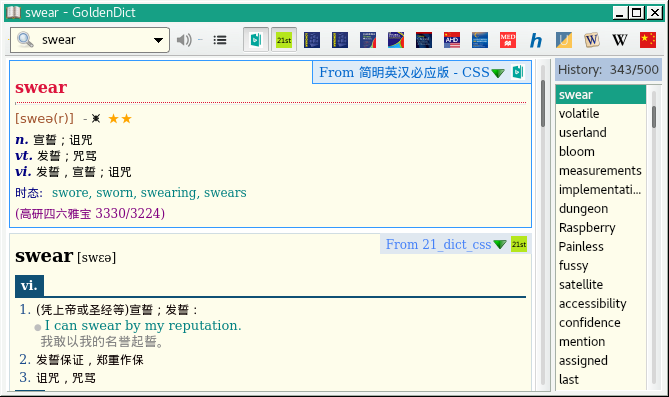 swear - GoldenDict
swear
21st
AHD
MED
h
W
From 简明英汉必应版 - CSS
swear
[sweə(r)] - ★★
n. 宣誓；诅咒
vt. 发誓；咒骂
vi. 发誓，宣誓；诅咒
时态: swore, sworn, swearing, swears
(高研四六雅宝 3330/3224)
From 21_dict_css 21st
swear [swɛə]
vi.
1. (凭上帝或圣经等)宣誓；发誓：
I can swear by my reputation.
我敢以我的名誉起誓。
2. 发誓保证，郑重作保
3. 诅咒，咒骂
History: 343/500
swear
volatile
userland
bloom
measurements
implementati...
dungeon
Raspberry
Painless
fussy
satellite
accessibility
confidence
mention
assigned
last